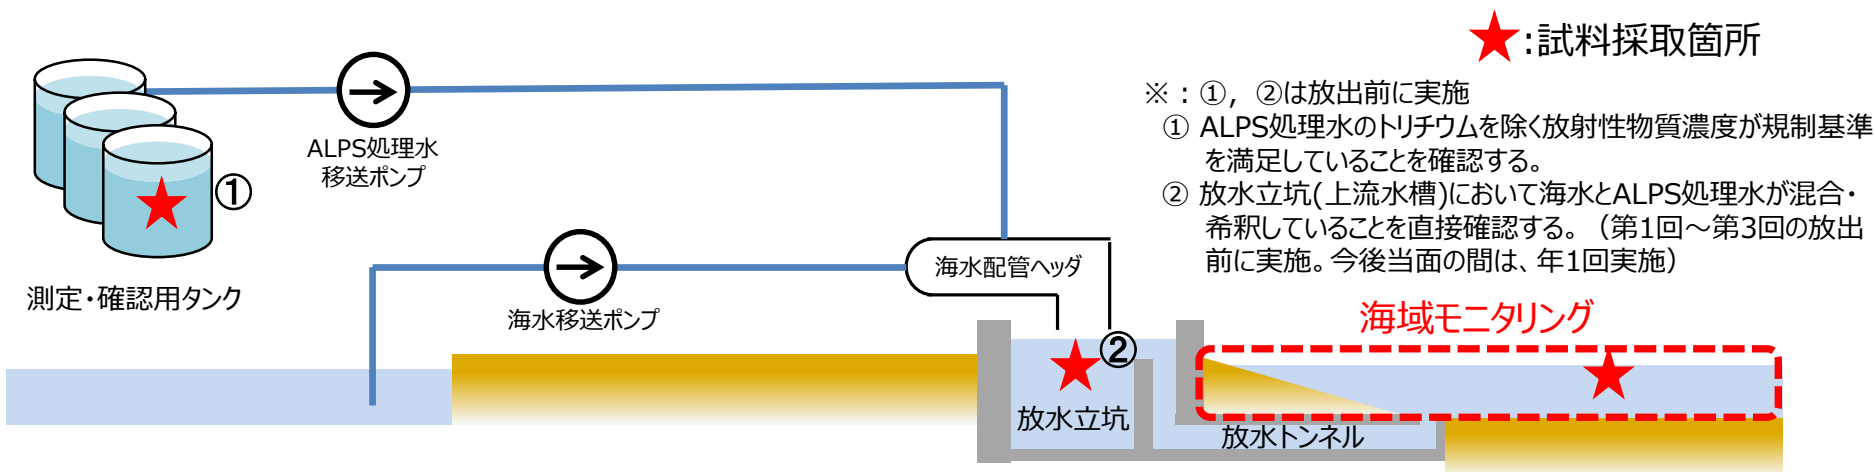 ★:試料採取箇所
※：①，②は放出前に実施
① ALPS処理水のトリチウムを除く放射性物質濃度が規制基準
を満足していることを確認する。
② 放水立坑(上流水槽)において海水とALPS処理水が混合・
希釈していることを直接確認する。（第1回～第3回の放出
前に実施。今後当面の間は、年1回実施）
ALPS処理水
移送ポンプ
①
測定・確認用タンク
海水配管ヘッダ
海水移送ポンプ
海域モニタリング
②
放水立坑
放水トンネル